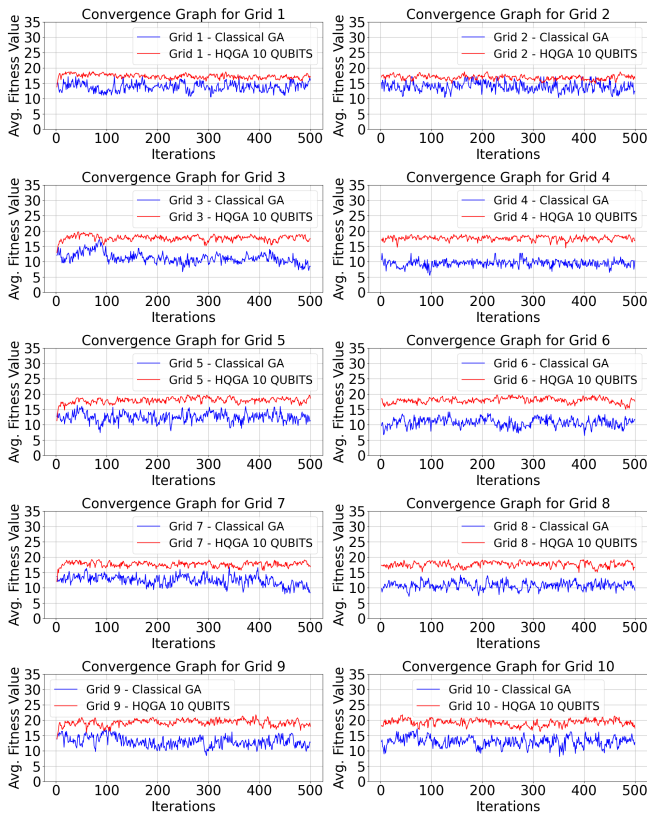 Convergence Graph for Grid 1
Avg. Fitness Value
35
30
25
20
15
10
5
0
Grid 1 - Classical GA
Grid 1 - HQGA 10 QUBITS
0 100 200 300 400 500
Iterations
Convergence Graph for Grid 2
Avg. Fitness Value
35
30
25
20
15
10
5
0
Grid 2 - Classical GA
Grid 2 - HQGA 10 QUBITS
0 100 200 300 400 500
Iterations
Convergence Graph for Grid 3
Avg. Fitness Value
35
30
25
20
15
10
5
0
Grid 3 - Classical GA
Grid 3 - HQGA 10 QUBITS
0 100 200 300 400 500
Iterations
Convergence Graph for Grid 4
Avg. Fitness Value
35
30
25
20
15
10
5
0
Grid 4 - Classical GA
Grid 4 - HQGA 10 QUBITS
0 100 200 300 400 500
Iterations
Convergence Graph for Grid 5
Avg. Fitness Value
35
30
25
20
15
10
5
0
Grid 5 - Classical GA
Grid 5 - HQGA 10 QUBITS
0 100 200 300 400 500
Iterations
Convergence Graph for Grid 6
Avg. Fitness Value
35
30
25
20
15
10
5
0
Grid 6 - Classical GA
Grid 6 - HQGA 10 QUBITS
0 100 200 300 400 500
Iterations
Convergence Graph for Grid 7
Avg. Fitness Value
35
30
25
20
15
10
5
0
Grid 7 - Classical GA
Grid 7 - HQGA 10 QUBITS
0 100 200 300 400 500
Iterations
Convergence Graph for Grid 8
Avg. Fitness Value
35
30
25
20
15
10
5
0
Grid 8 - Classical GA
Grid 8 - HQGA 10 QUBITS
0 100 200 300 400 500
Iterations
Convergence Graph for Grid 9
Avg. Fitness Value
35
30
25
20
15
10
5
0
Grid 9 - Classical GA
Grid 9 - HQGA 10 QUBITS
0 100 200 300 400 500
Iterations
Convergence Graph for Grid 10
Avg. Fitness Value
35
30
25
20
15
10
5
0
Grid 10 - Classical GA
Grid 10 - HQGA 10 QUBITS
0 100 200 300 400 500
Iterations